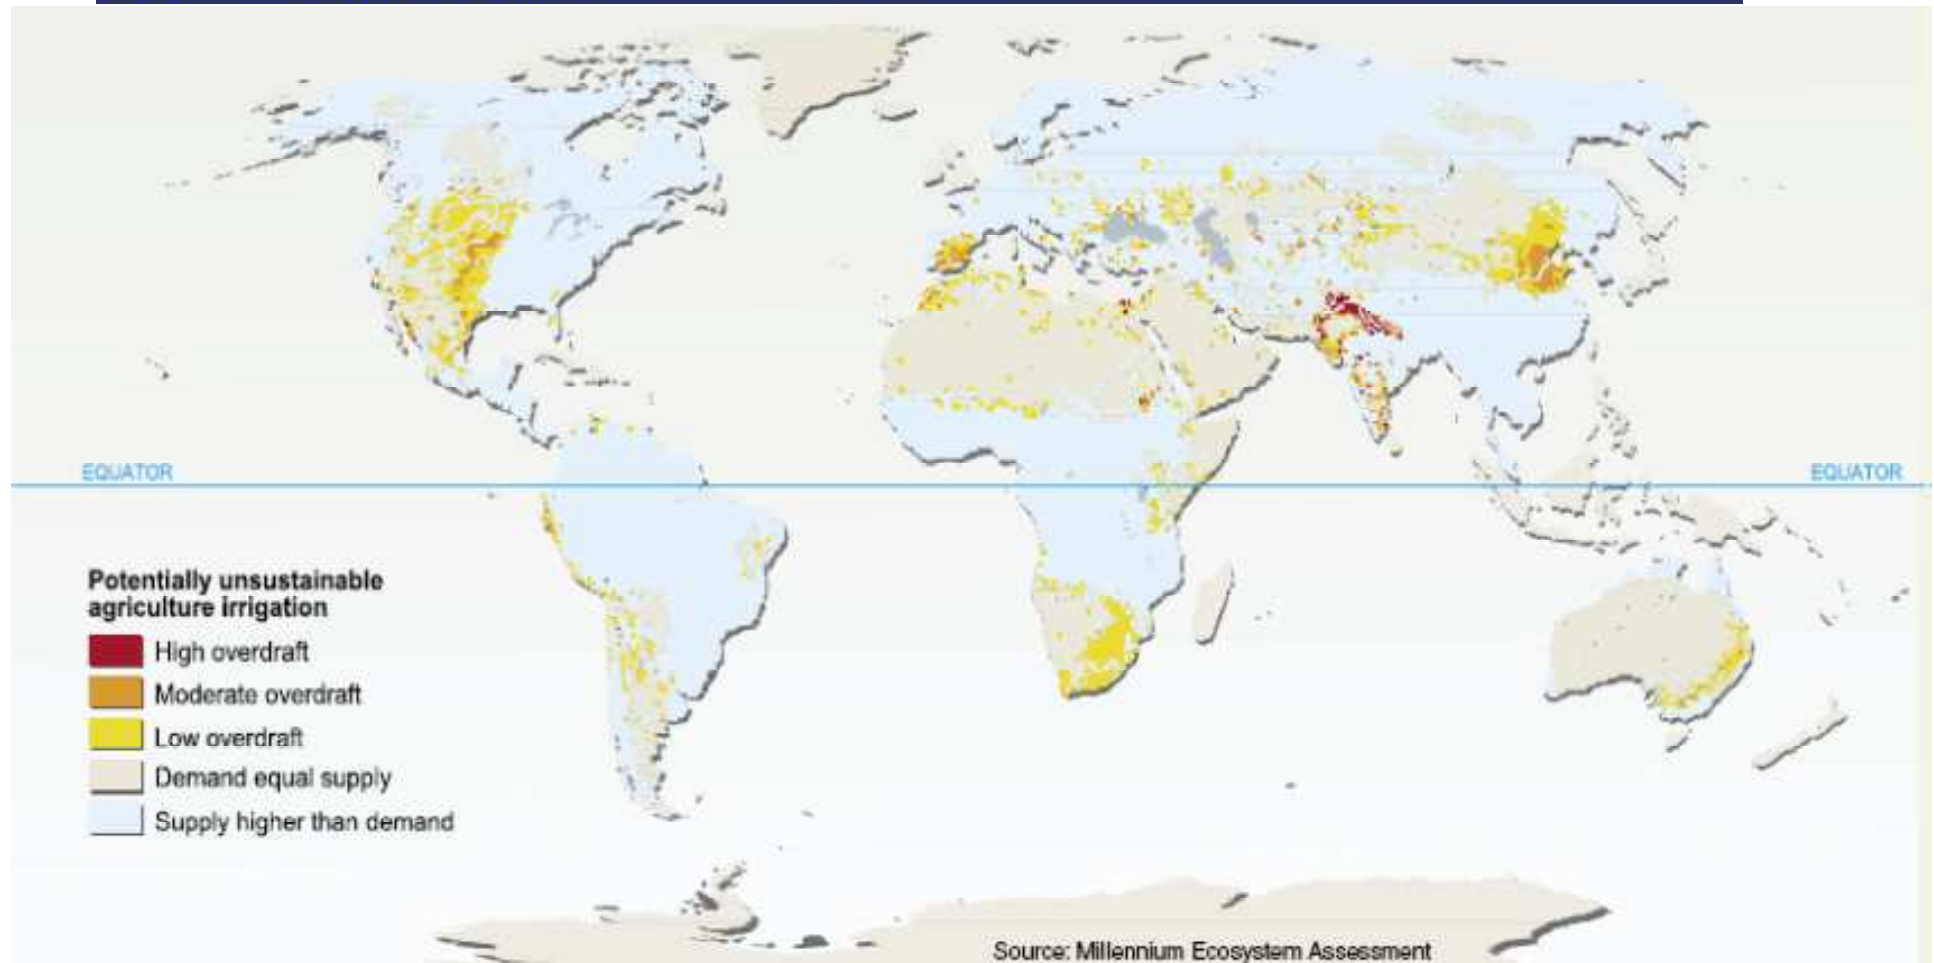 EQUATOR
EQUATOR
Potentially unsustainable
agriculture irrigation
High overdraft
Moderate overdraft
Low overdraft
Demand equal supply
Supply higher than demand
Source: Millennium Ecosystem Assessment